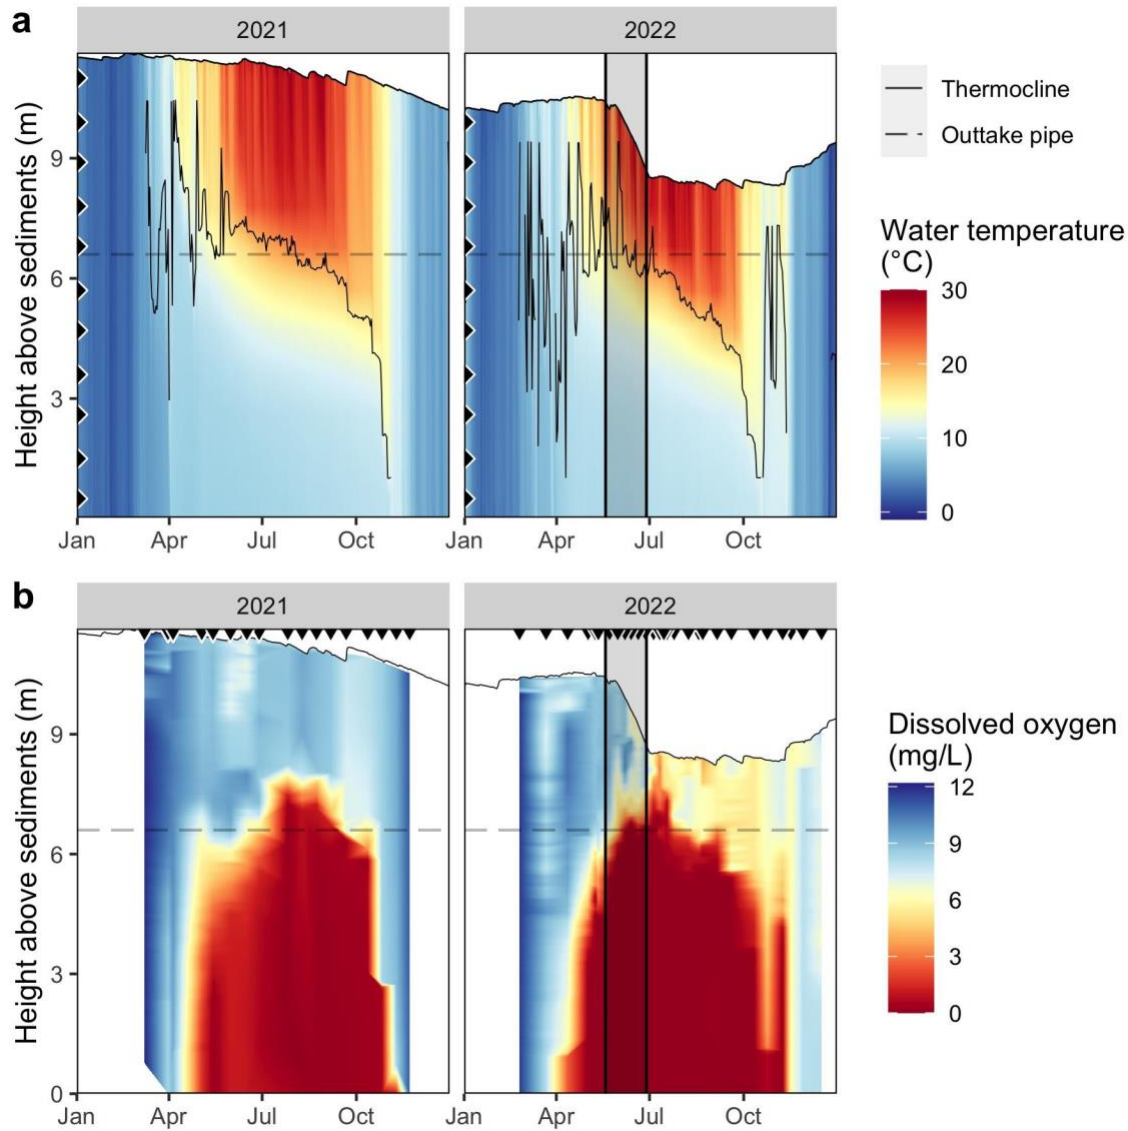 a
2021
2022
Height above sediments (m)
9
6
3
Jan
Apr
Jul
Oct
Jan
Apr
Jul
Oct
Thermocline
Outtake pipe
Water temperature
(°C)
30
20
10
0
b
2021
2022
Height above sediments (m)
9
6
3
0
Jan
Apr
Jul
Oct
Jan
Apr
Jul
Oct
Dissolved oxygen
(mg/L)
12
9
6
3
0